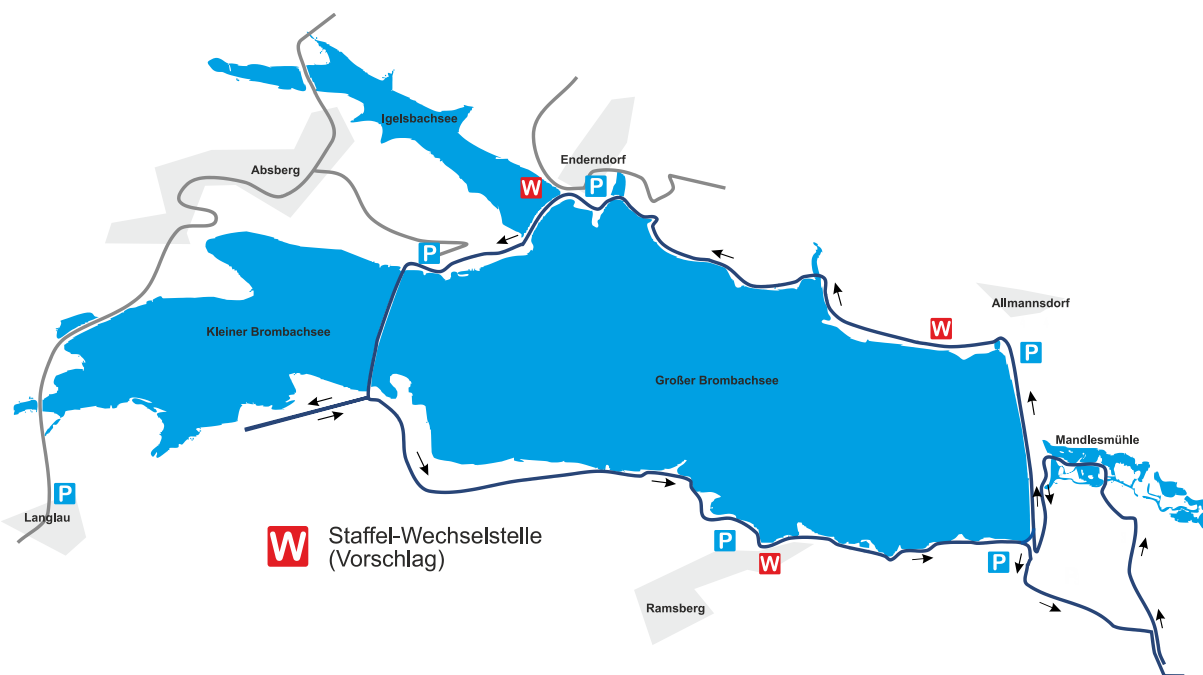 Igelsbachsee
Enderndorf
Absberg
P
W
P
Allmannsdorf
Kleiner Brombachsee
W
P
Großer Brombachsee
Mandlesmühle
P
Langlau
W Staffel-Wechselstelle
(Vorschlag)
P
W
P
Ramsberg